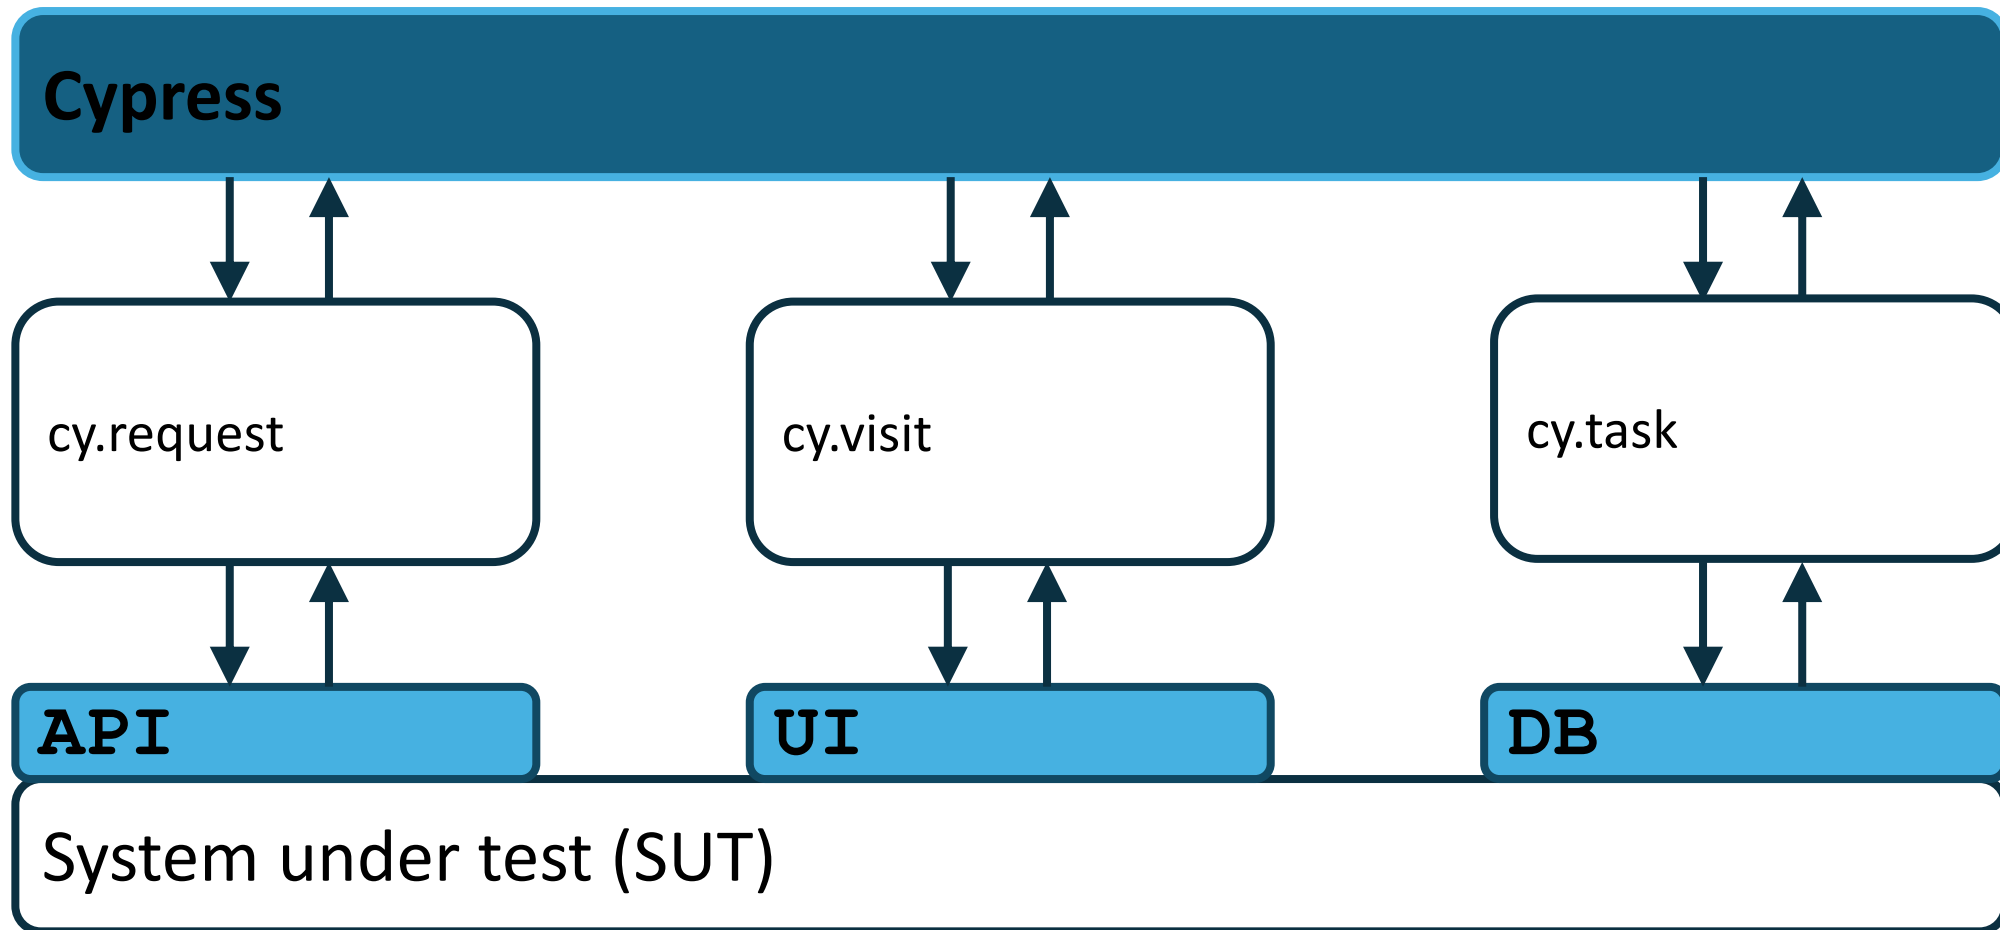 Cypress
cy.request
cy.visit
cy.task
API
UI
DB
System under test (SUT)